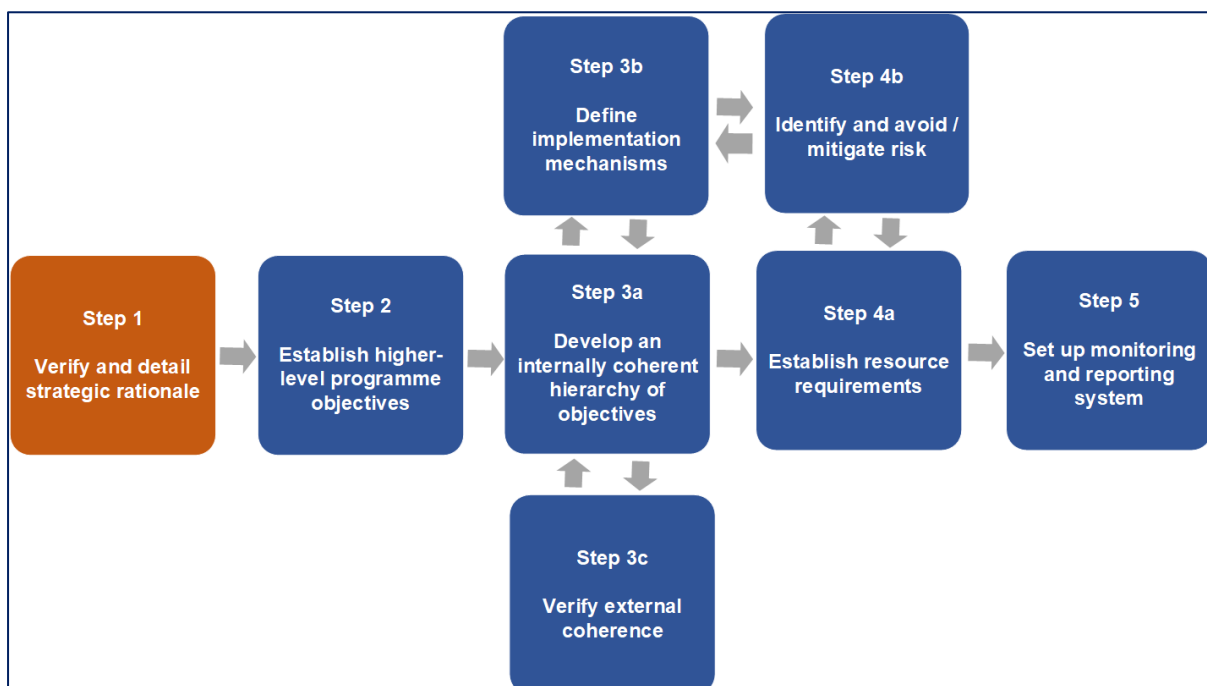 Step 3b
Define
implementation
mechanisms
Step 4b
Identify and avoid /
mitigate risk
Step 1
Verify and detail
strategic rationale
Step 2
Establish higher-
level programme
objectives
Step 3a
Develop an
internally coherent
hierarchy of
objectives
Step 4a
Establish resource
requirements
Step 5
Set up monitoring
and reporting
system
Step 3c
Verify external
coherence